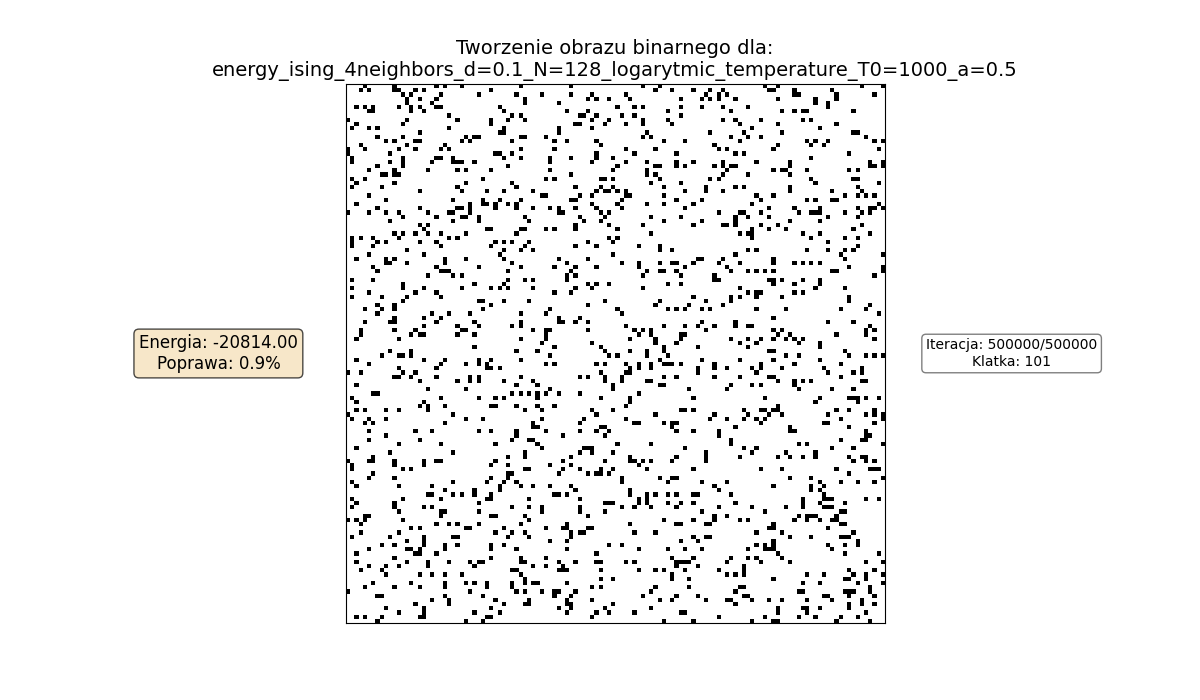 Tworzenie obrazu binarnego dla:
energy_ising_4neighbors_d=0.1_N=128_logarytmic_temperature_T0=1000_a=0.5
Energia: -20814.00
Poprawa: 0.9%
Iteracja: 500000/500000
Klatka: 101